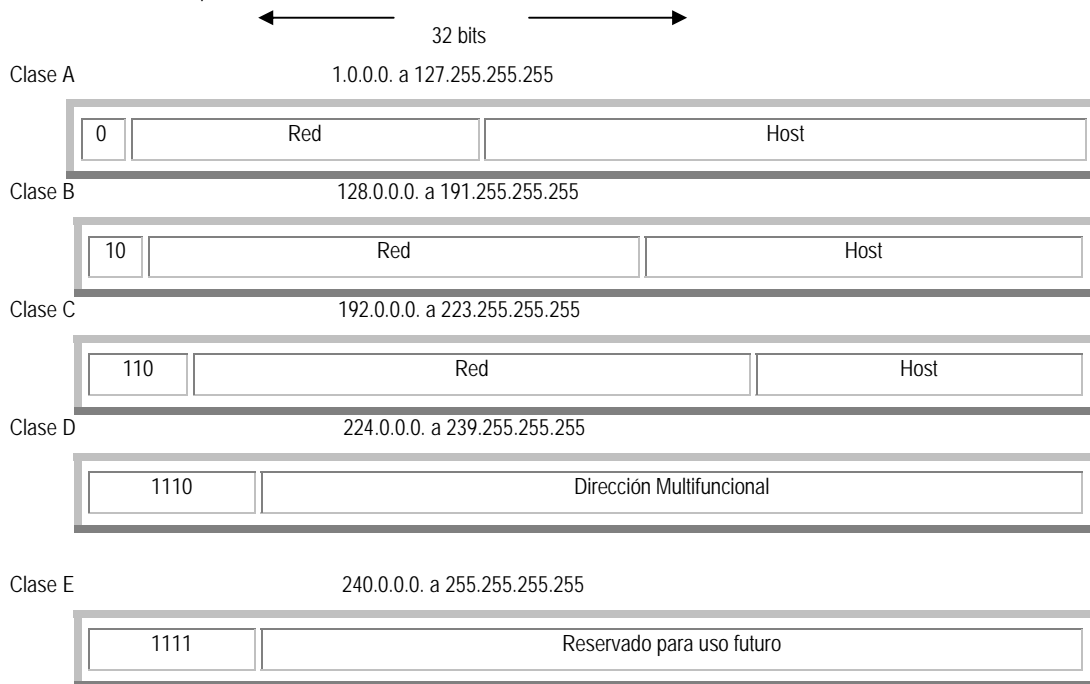 32 bits
Clase A 1.0.0.0. a 127.255.255.255
0 Red Host
Clase B 128.0.0.0. a 191.255.255.255
10 Red Host
Clase C 192.0.0.0. a 223.255.255.255
110 Red Host
Clase D 224.0.0.0. a 239.255.255.255
1110 Dirección Multifuncional
Clase E 240.0.0.0. a 255.255.255.255
1111 Reservado para uso futuro